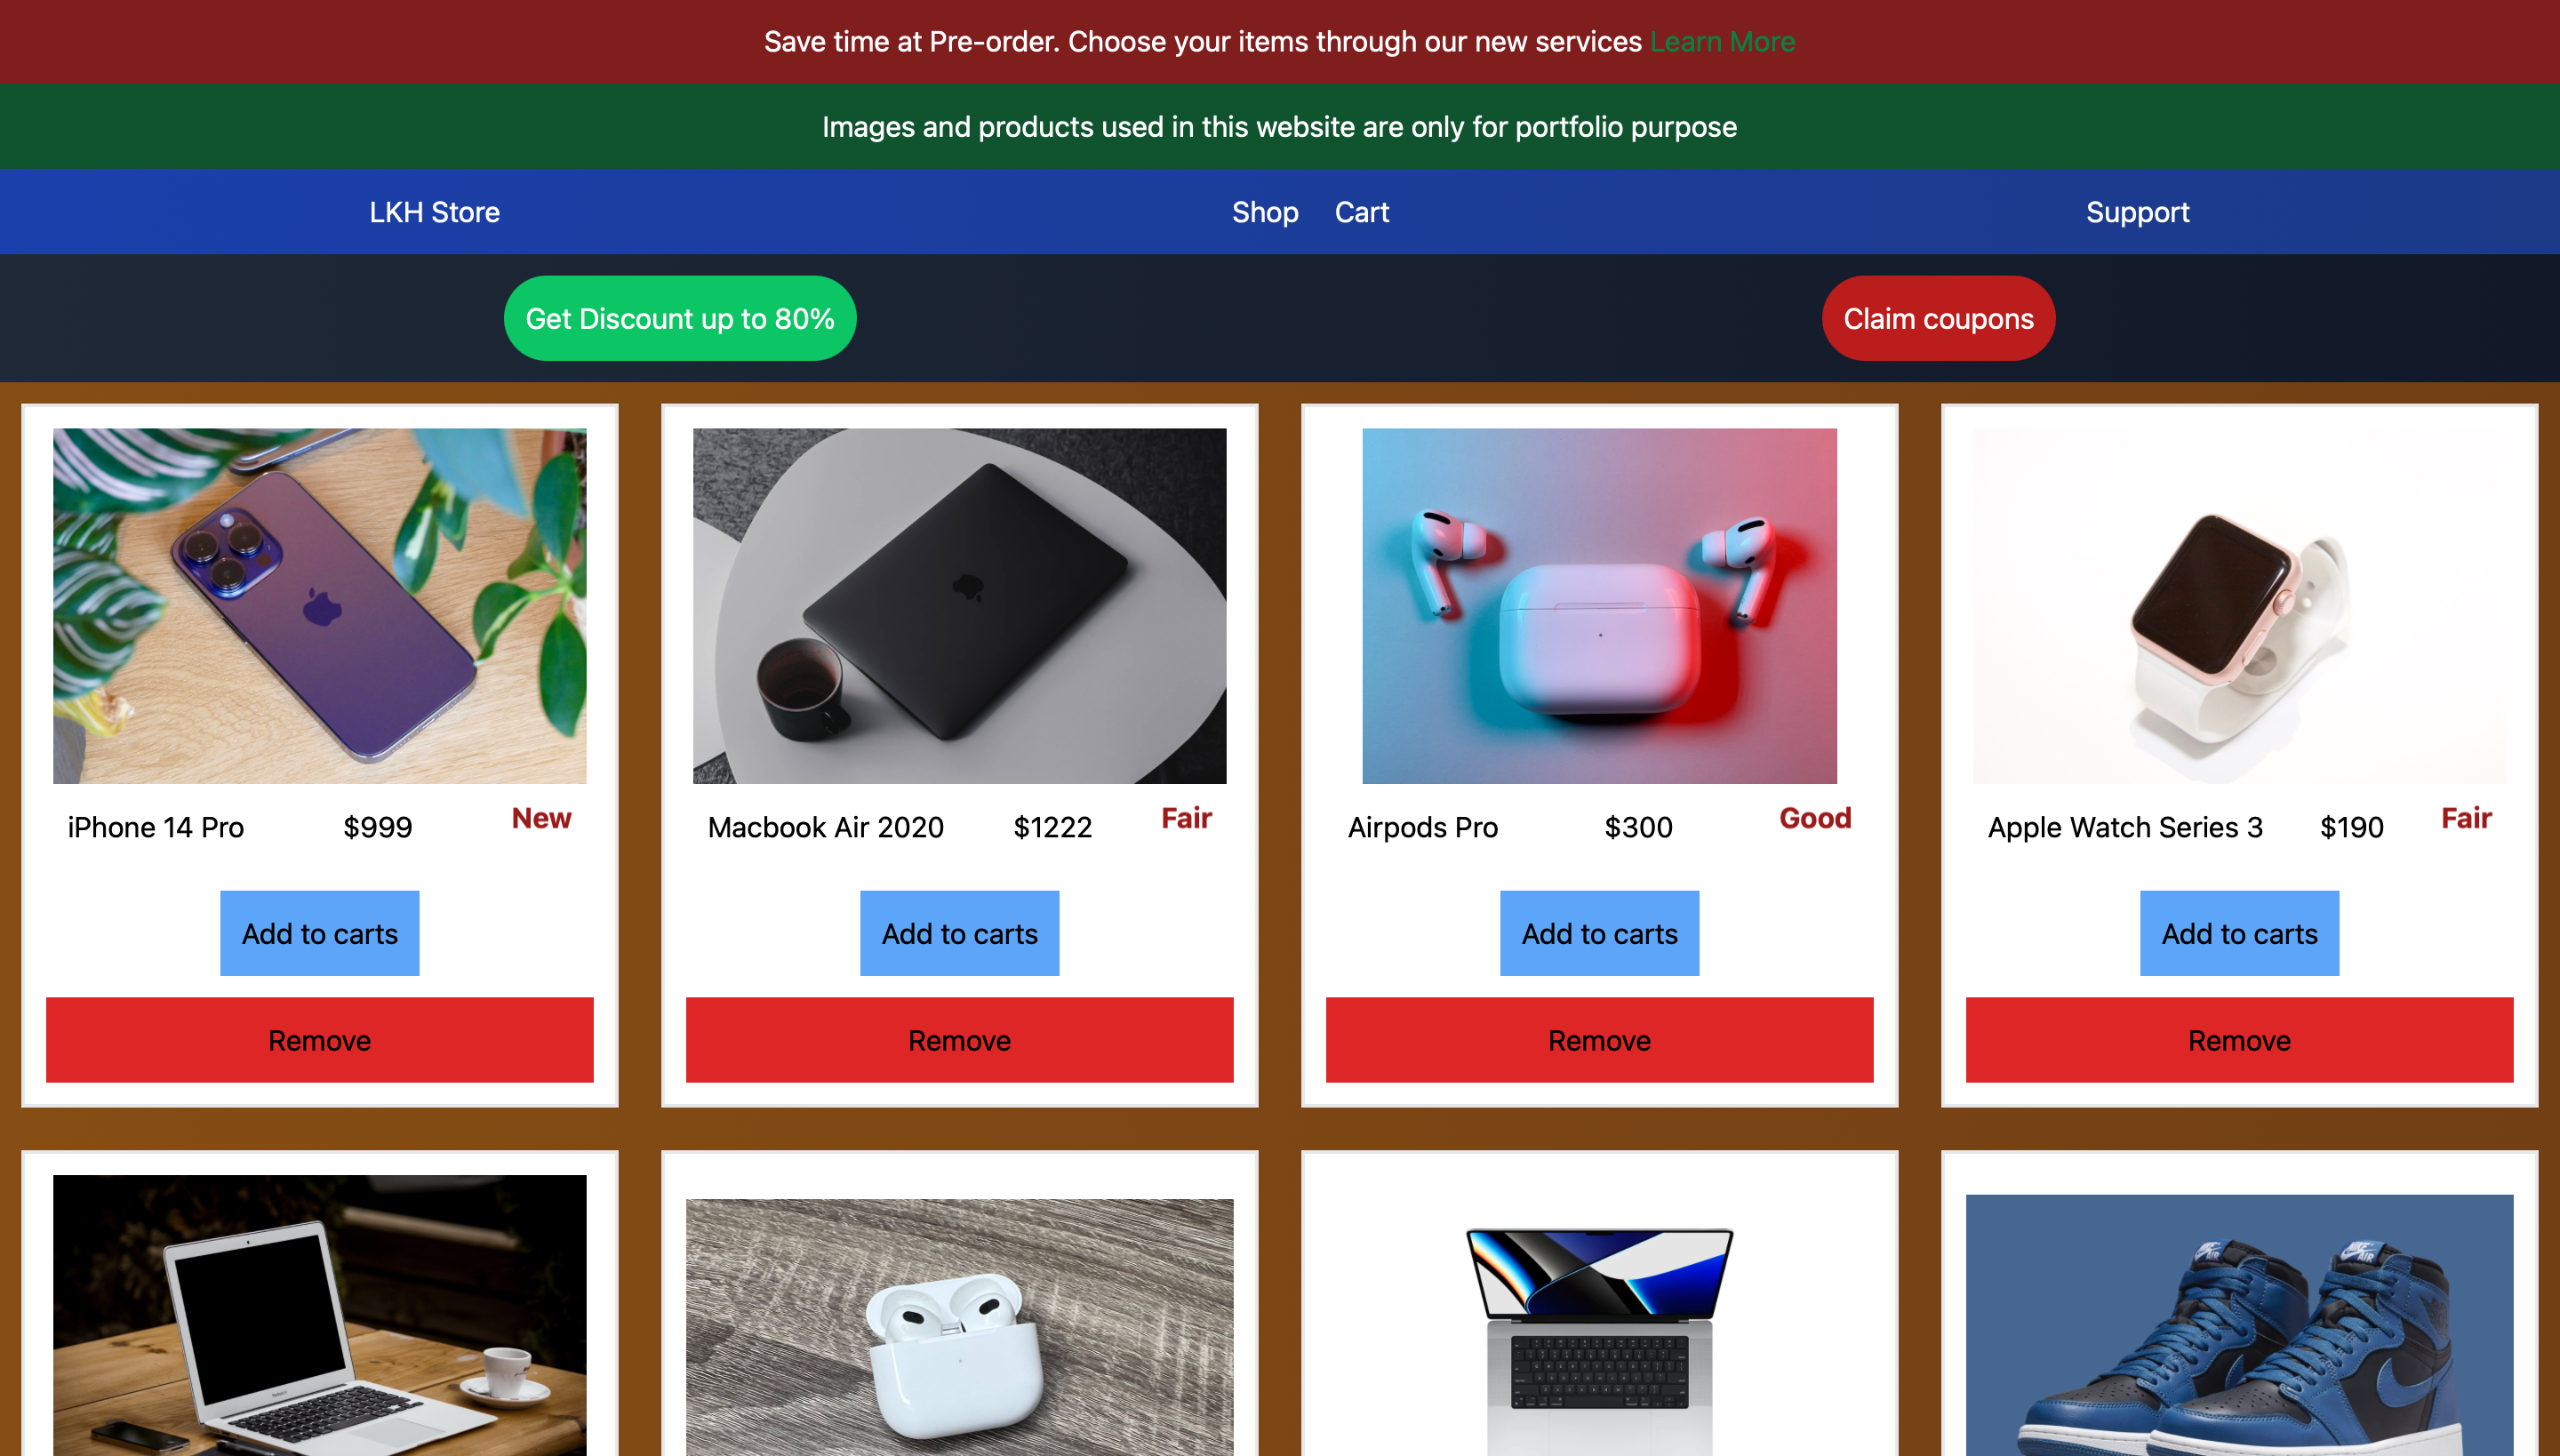 Save time at Pre-order. Choose your items through our new services Learn More
Images and products used in this website are only for portfolio purpose
LKH Store Shop Cart Support
Get Discount up to 80% Claim coupons
iPhone 14 Pro $999 New
Macbook Air 2020 $1222 Fair
Airpods Pro $300 Good
Apple Watch Series 3 $190 Fair
Add to carts
Add to carts
Add to carts
Add to carts
Remove
Remove
Remove
Remove